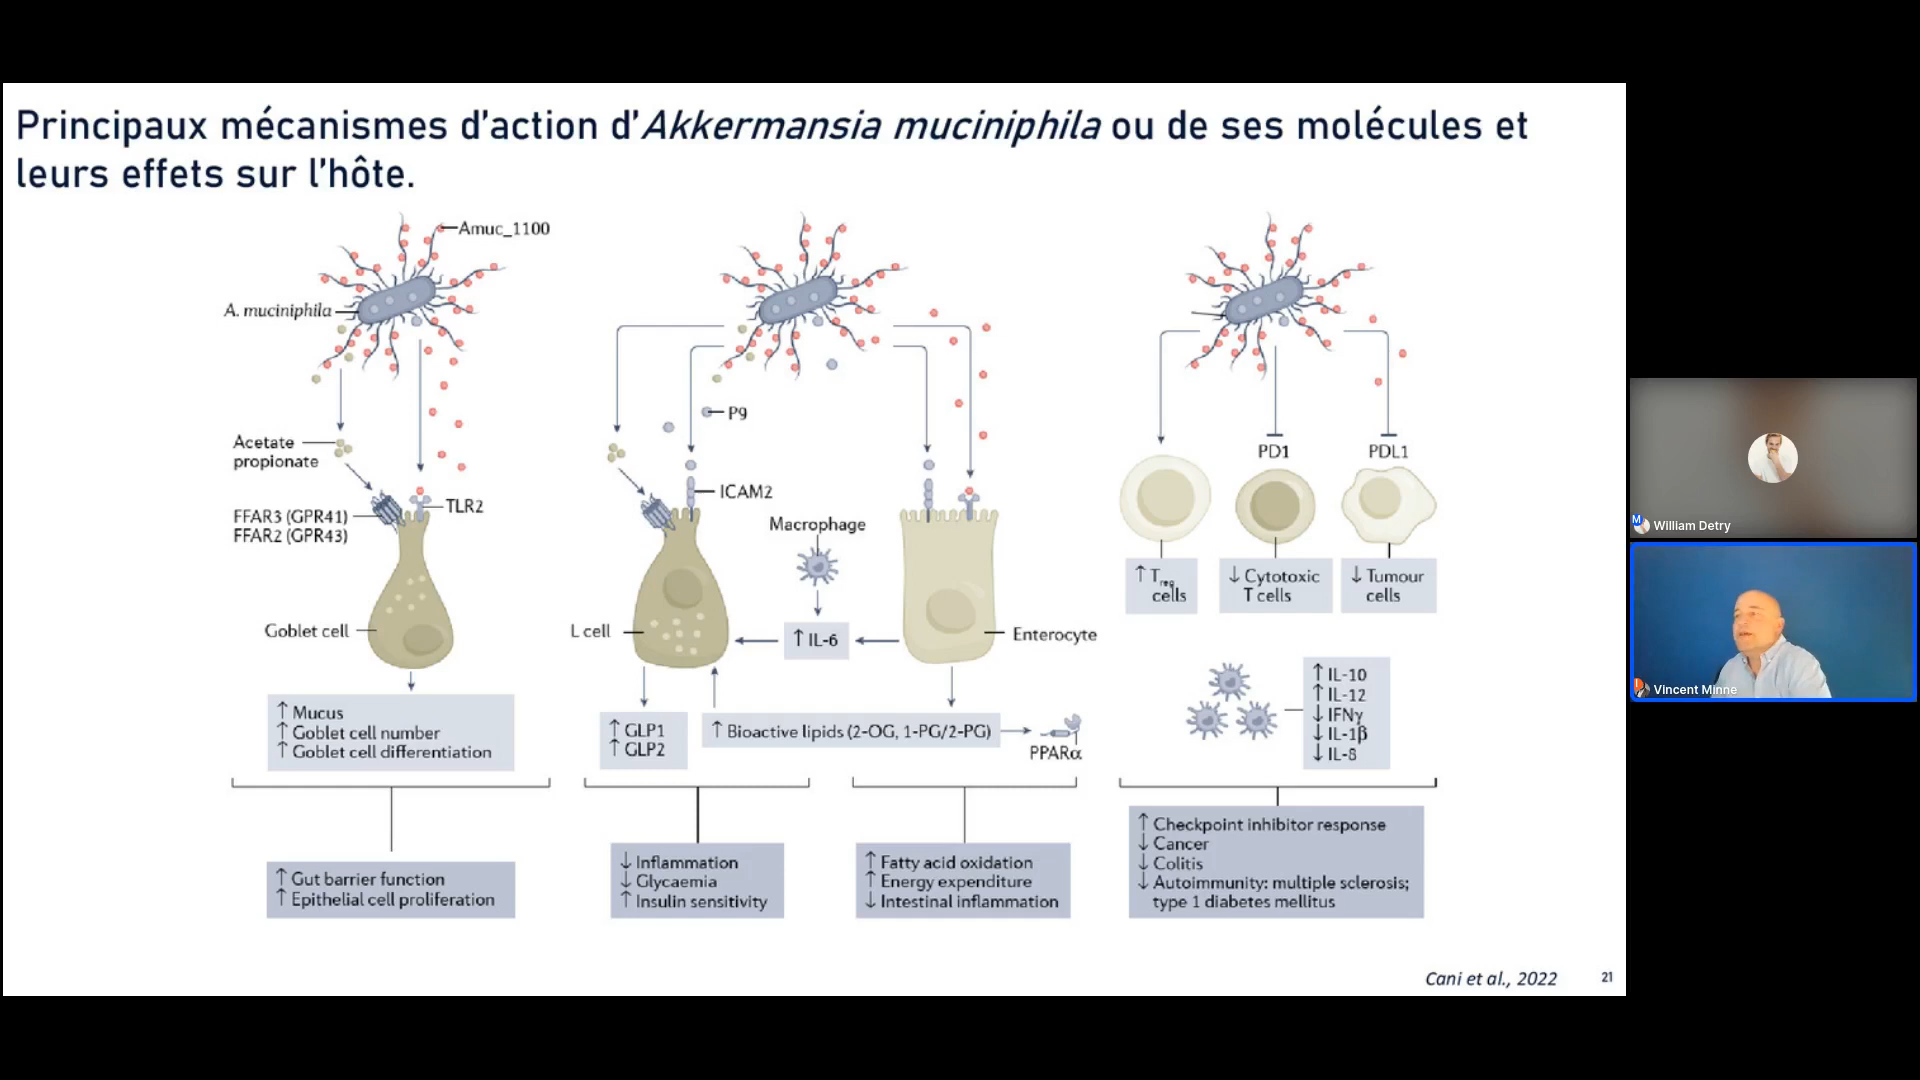 Principaux mécanismes d'action d'Akkermansia muciniphila ou de ses molécules et
leurs effets sur l'hôte.
Amuc_1100
A. muciniphila
Acetate
propionate
FFAR3 (GPR41)
FFAR2 (GPR43)
TLR2
Goblet cell
↑ Mucus
↑ Goblet cell number
↑ Goblet cell differentiation
↑ Gut barrier function
↑ Epithelial cell proliferation
P9
ICAM2
Macrophage
L cell
↑ IL-6
Enterocyte
↑ GLP1
↑ GLP2
↑ Bioactive lipids (2-OG, 1-PG/2-PG)
PPARα
↓ Inflammation
↓ Glycaemia
↑ Insulin sensitivity
↑ Fatty acid oxidation
↑ Energy expenditure
↓ Intestinal inflammation
PD1
PDL1
↑ Treg
cells
↓ Cytotoxic
T cells
↓ Tumour
cells
↑ IL-10
↑ IL-12
↓ IFNγ
↓ IL-1β
↓ IL-8
↑ Checkpoint inhibitor response
↓ Cancer
↓ Colitis
↓ Autoimmunity: multiple sclerosis;
type 1 diabetes mellitus
Cani et al., 2022
21
M
William Detry
Vincent Minne